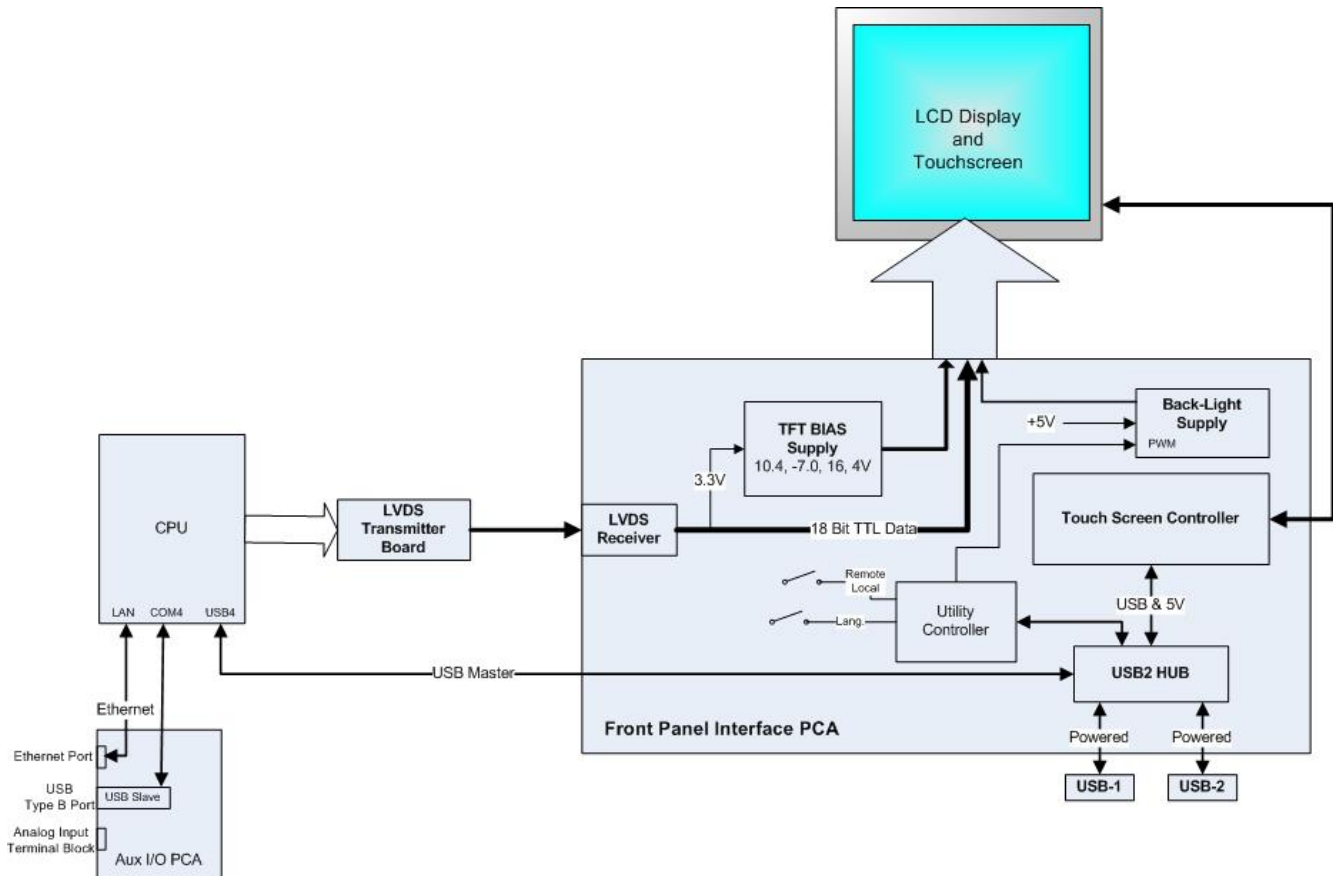 LCD Display
and
Touchscreen
Back-Light
Supply
+5V
PWM
TFT BIAS
Supply
10.4, -7.0, 16, 4V
3.3V
CPU
LVDS
Transmitter
Board
LVDS
Receiver
18 Bit TTL Data
Touch Screen Controller
Remote
Local
Lang.
Utility
Controller
USB & 5V
LAN COM4 USB4
USB Master
USB2 HUB
Ethernet
Front Panel Interface PCA
Powered
Powered
Ethernet Port
USB
Type B Port
USB Slave
USB-1
USB-2
Analog Input
Terminal Block
Aux I/O PCA